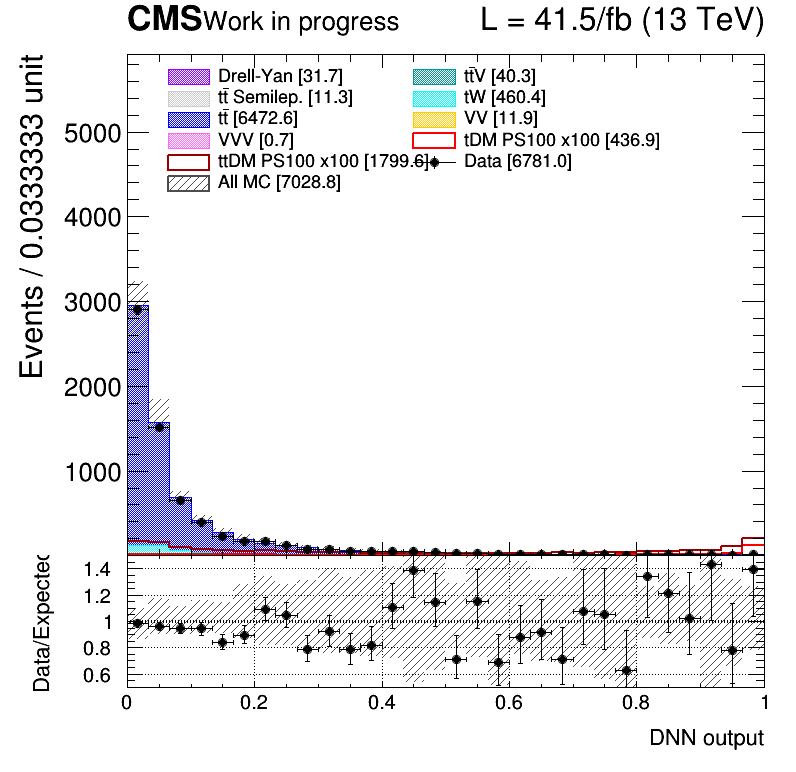 CMS Work in progress L = 41.5/fb (13 TeV)
Drell-Yan [31.7] tt̄V [40.3]
tt̄ Semilep. [11.3] tW [460.4]
tt̄ [6472.6] VV [11.9]
VVV [0.7] tDM PS100 x100 [436.9]
ttDM PS100 x100 [1799.6] Data [6781.0]
All MC [7028.8]
Events / 0.0333333 unit
5000
4000
3000
2000
1000
Data/Expected
1.4
1.2
1
0.8
0.6
0 0.2 0.4 0.6 0.8 1
DNN output